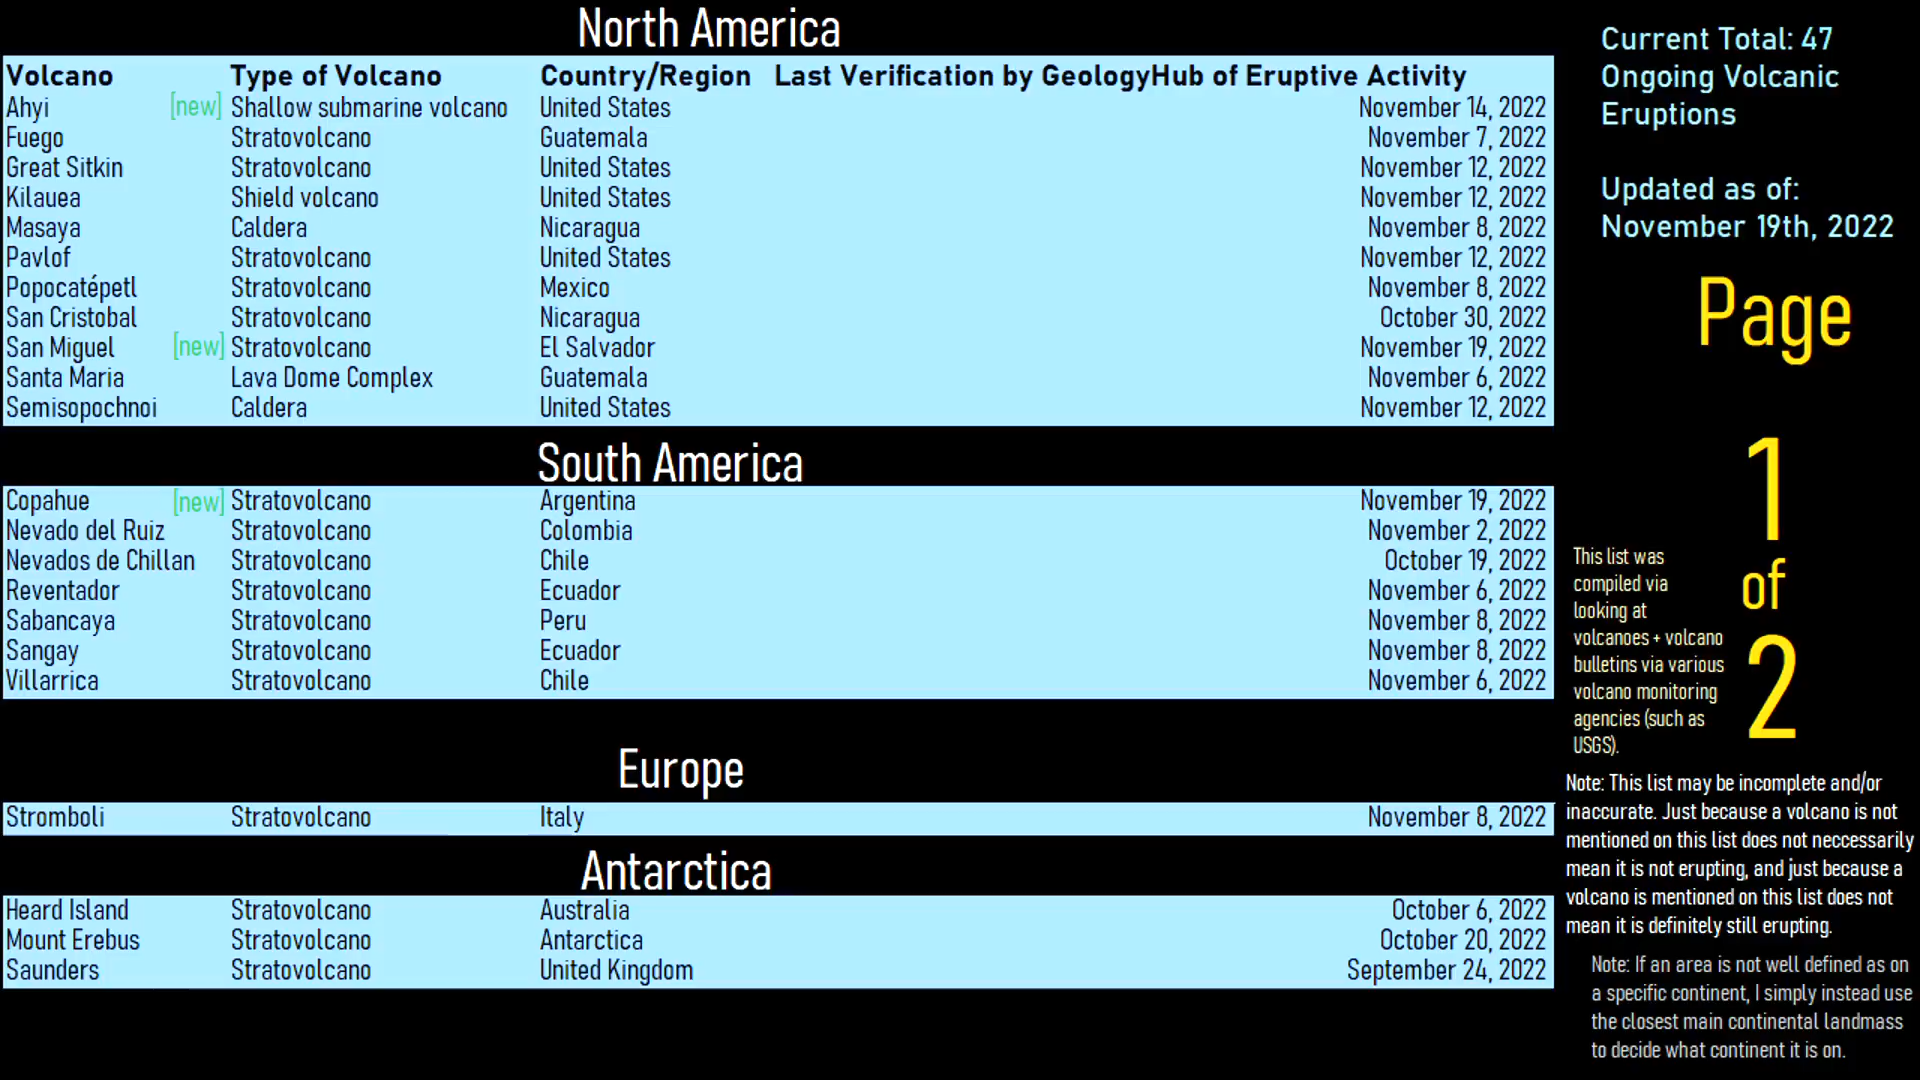 North America
Volcano Type of Volcano Country/Region Last Verification by GeologyHub of Eruptive Activity
Ahyi [new] Shallow submarine volcano United States November 14, 2022
Fuego Stratovolcano Guatemala November 7, 2022
Great Sitkin Stratovolcano United States November 12, 2022
Kilauea Shield volcano United States November 12, 2022
Masaya Caldera Nicaragua November 8, 2022
Pavlof Stratovolcano United States November 12, 2022
Popocatépetl Stratovolcano Mexico November 8, 2022
San Cristobal Stratovolcano Nicaragua October 30, 2022
San Miguel [new] Stratovolcano El Salvador November 19, 2022
Santa Maria Lava Dome Complex Guatemala November 6, 2022
Semisopochnoi Caldera United States November 12, 2022
South America
Copahue [new] Stratovolcano Argentina November 19, 2022
Nevado del Ruiz Stratovolcano Colombia November 2, 2022
Nevados de Chillan Stratovolcano Chile October 19, 2022
Reventador Stratovolcano Ecuador November 6, 2022
Sabancaya Stratovolcano Peru November 8, 2022
Sangay Stratovolcano Ecuador November 8, 2022
Villarrica Stratovolcano Chile November 6, 2022
Europe
Stromboli Stratovolcano Italy November 8, 2022
Antarctica
Heard Island Stratovolcano Australia October 6, 2022
Mount Erebus Stratovolcano Antarctica October 20, 2022
Saunders Stratovolcano United Kingdom September 24, 2022
Current Total: 47
Ongoing Volcanic
Eruptions
Updated as of:
November 19th, 2022
Page
1
of
2
This list was
compiled via
looking at
volcanoes + volcano
bulletins via various
volcano monitoring
agencies (such as
USGS).
Note: This list may be incomplete and/or
inaccurate. Just because a volcano is not
mentioned on this list does not neccessarily
mean it is not erupting, and just because a
volcano is mentioned on this list does not
mean it is definitely still erupting.
Note: If an area is not well defined as on
a specific continent, I simply instead use
the closest main continental landmass
to decide what continent it is on.